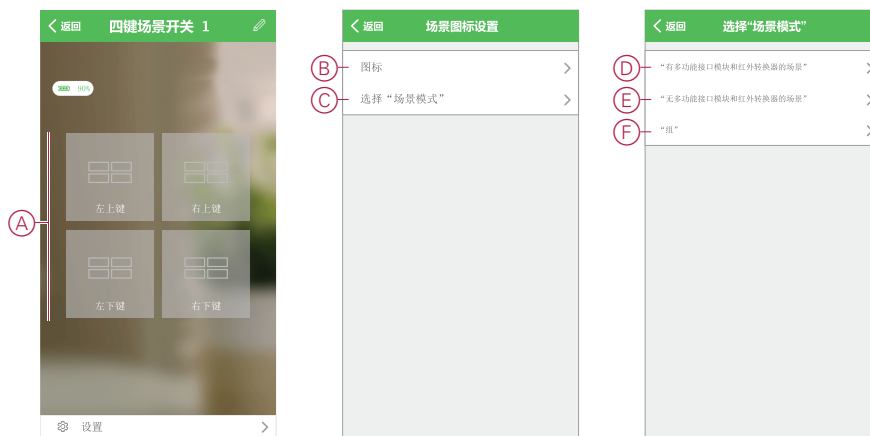 返回 四键场景开关 1
90%
左上键 右上键
左下键 右下键
设置
A
返回 场景图标设置
B 图标
C 选择“场景模式”
返回 选择“场景模式”
D “有多功能接口模块和红外转换器的场景”
E “无多功能接口模块和红外转换器的场景”
F “组”